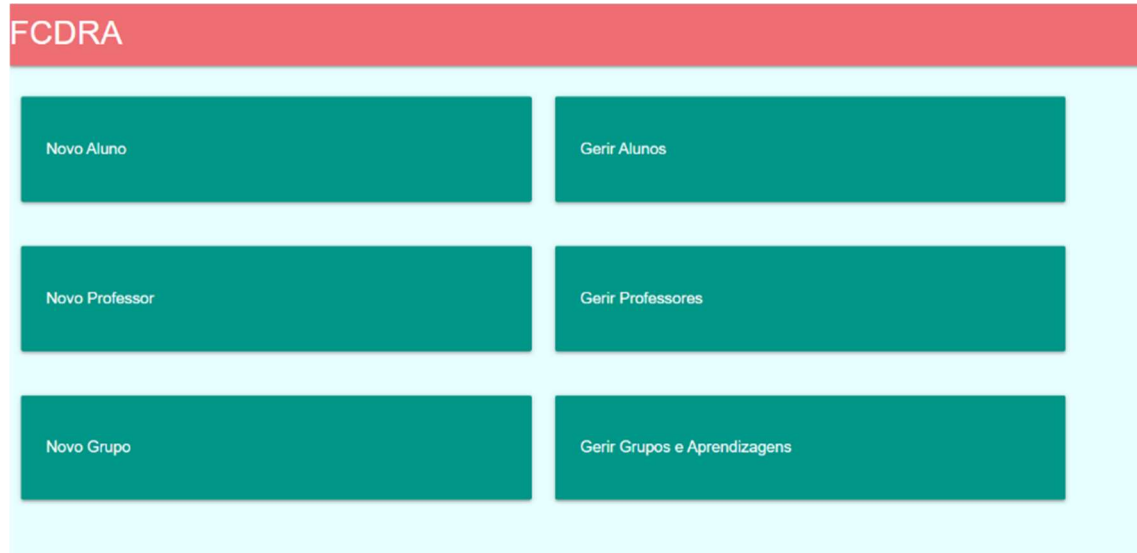 FCDRA
Novo Aluno
Gerir Alunos
Novo Professor
Gerir Professores
Novo Grupo
Gerir Grupos e Aprendizagens